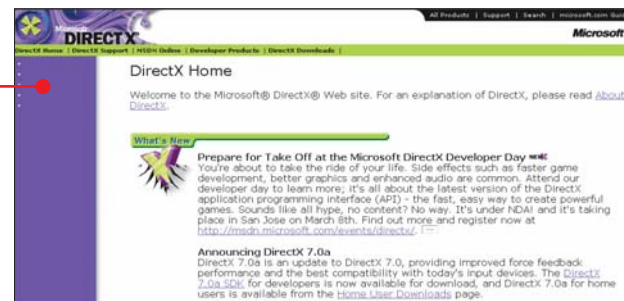 All Products | Support | Search | microsoft.com Guide
Microsoft
DIRECTX
DirectX Home | DirectX Support | MSDN Online | Developer Products | DirectX Downloads |
DirectX Home
Welcome to the Microsoft® DirectX® Web site. For an explanation of DirectX, please read About
DirectX.
What's New
Prepare for Take Off at the Microsoft DirectX Developer Day
You're about to take the ride of your life. Side effects such as faster game
development, better graphics and enhanced audio are common. Attend our
developer day to learn more; it's all about the latest version of the DirectX
application programming interface (API) - the fast, easy way to create powerful
games. Sounds like all hype, no content? No way. It's under NDA! and it's taking
place in San Jose on March 8th. Find out more and register now at
http://msdn.microsoft.com/events/directx/.
Announcing DirectX 7.0a
DirectX 7.0a is an update to DirectX 7.0, providing improved force feedback
performance and the best compatibility with today's input devices. The DirectX
7.0a SDK for developers is now available for download, and DirectX 7.0a for home
users is available from the Home User Downloads page.